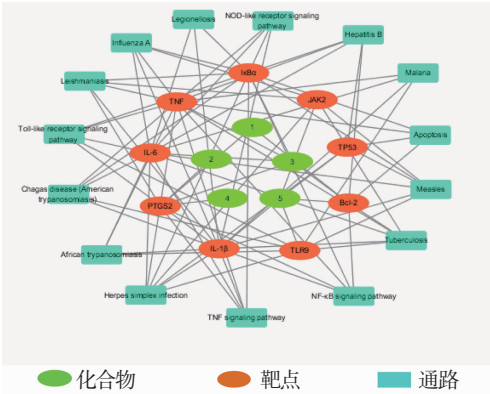 Legionellosis
NOD-like receptor signaling
pathway
Influenza A
Hepatitis B
IκBα
Leishmaniasis
Malaria
TNF
JAK2
1
Toll-like receptor signaling
pathway
Apoptosis
IL-6
2
3
TP53
Chagas disease (American
trypanosomiasis)
Measles
PTGS2
4
5
Bcl-2
African trypanosomiasis
IL-1β
TLR9
Tuberculosis
Herpes simplex infection
NF-κB signaling pathway
TNF signaling pathway
化合物
靶点
通路